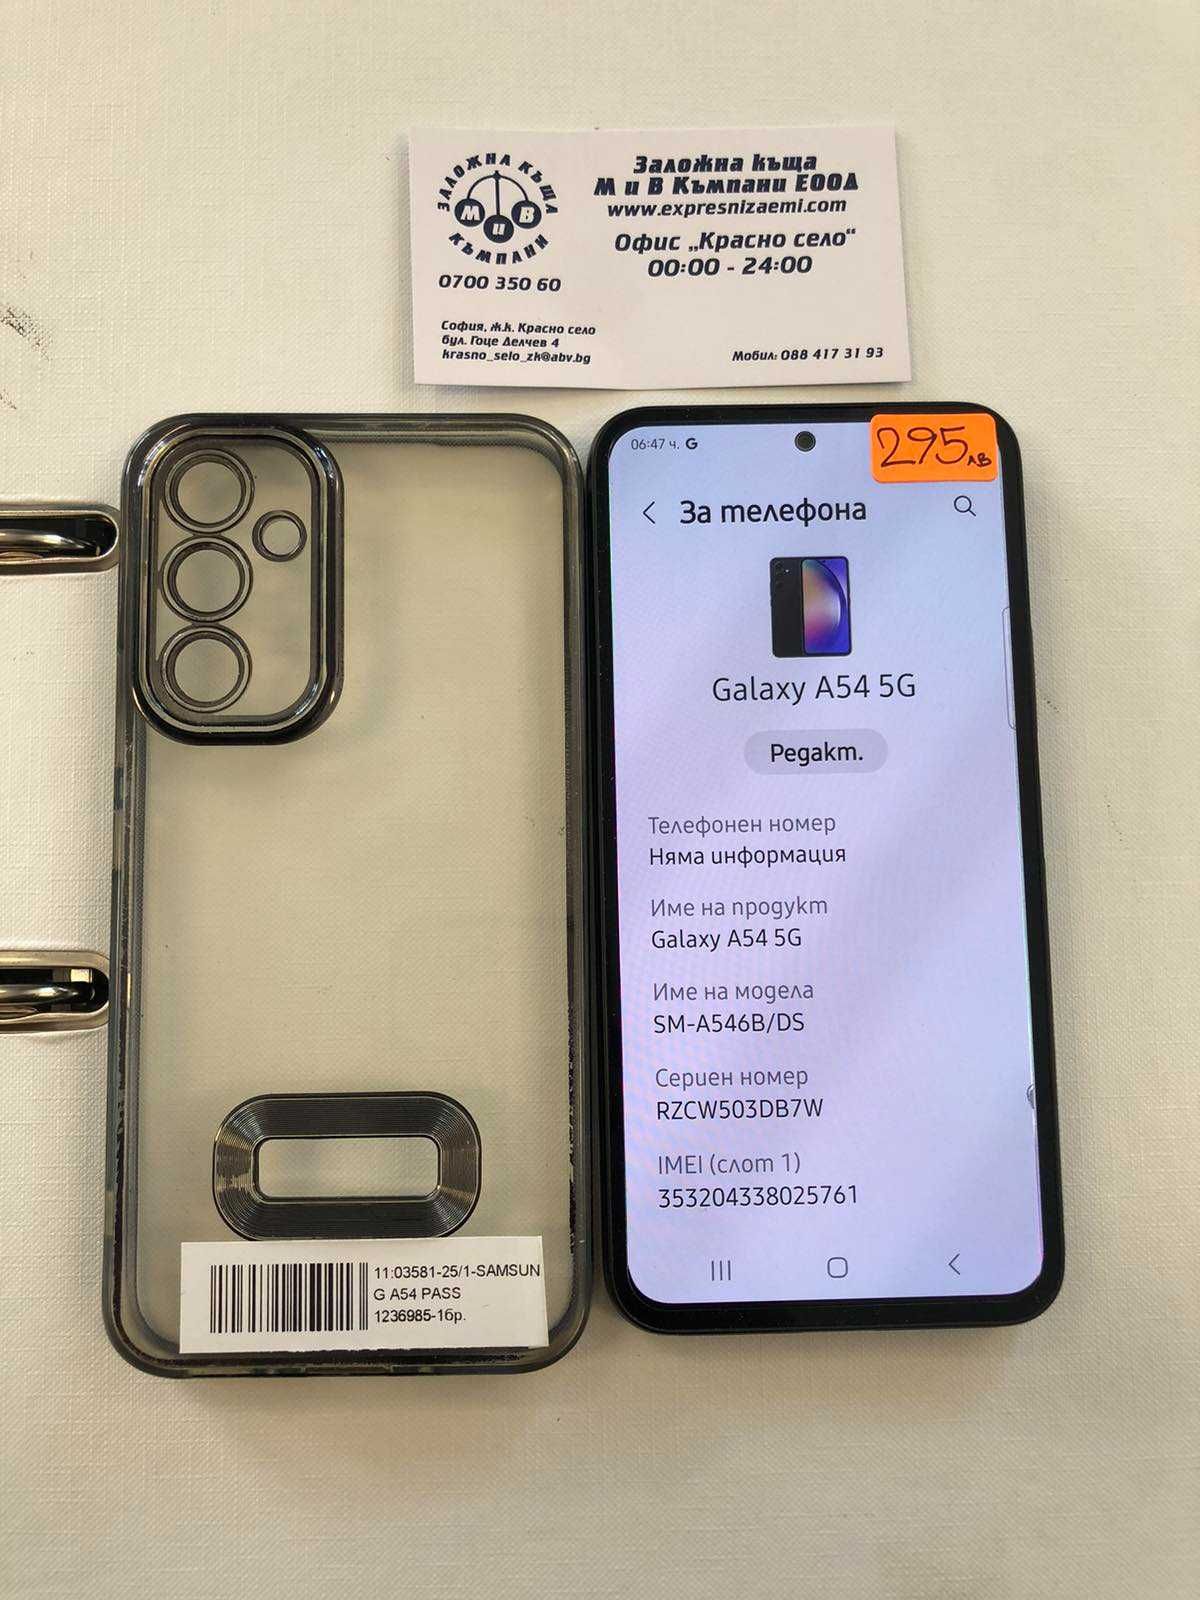 ЗАЛОЖНА КЪЩА
М и В
КЪМПАНИ
0700 350 60
Заложна къща
М и В Къмпани ЕООД
www.expresnizaemi.com
Офис „Красно село“
00:00 - 24:00
София, ж.к. Красно село
бул. Гоце Делчев 4
krasno_selo_zk@abv.bg
Мобил: 088 417 31 93
06:47 ч. G
295лв
За телефона
Galaxy A54 5G
Редакт.
Телефонен номер
Няма информация
Име на продукт
Galaxy A54 5G
Име на модела
SM-A546B/DS
Сериен номер
RZCW503DB7W
IMEI (слот 1)
353204338025761
11:03581-25/1-SAMSUN
G A54 PASS
1236985-1бр.